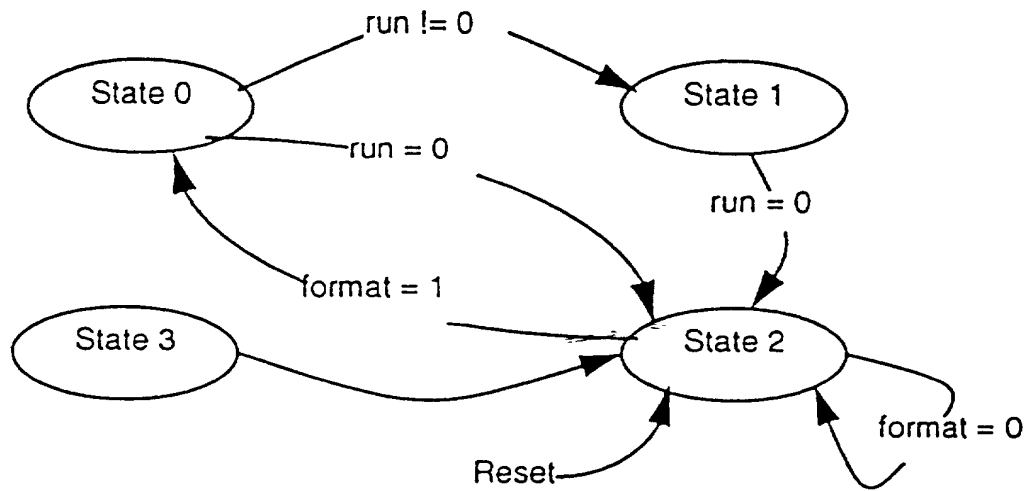 run != 0
State 0
State 1
run = 0
run = 0
format = 1
State 3
State 2
format = 0
Reset